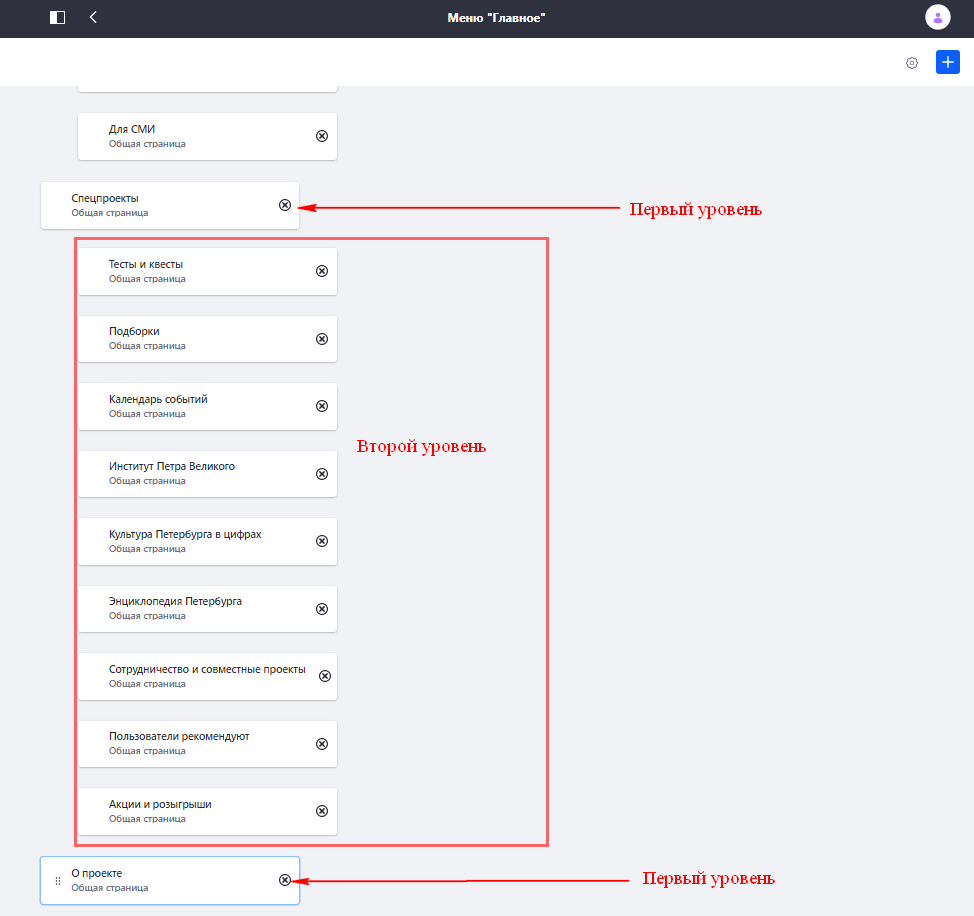 Меню "Главное"
Для СМИ
Общая страница
Спецпроекты
Общая страница
Первый уровень
Тесты и квесты
Общая страница
Подборки
Общая страница
Календарь событий
Общая страница
Второй уровень
Институт Петра Великого
Общая страница
Культура Петербурга в цифрах
Общая страница
Энциклопедия Петербурга
Общая страница
Сотрудничество и совместные проекты
Общая страница
Пользователи рекомендуют
Общая страница
Акции и розыгрыши
Общая страница
О проекте
Общая страница
Первый уровень